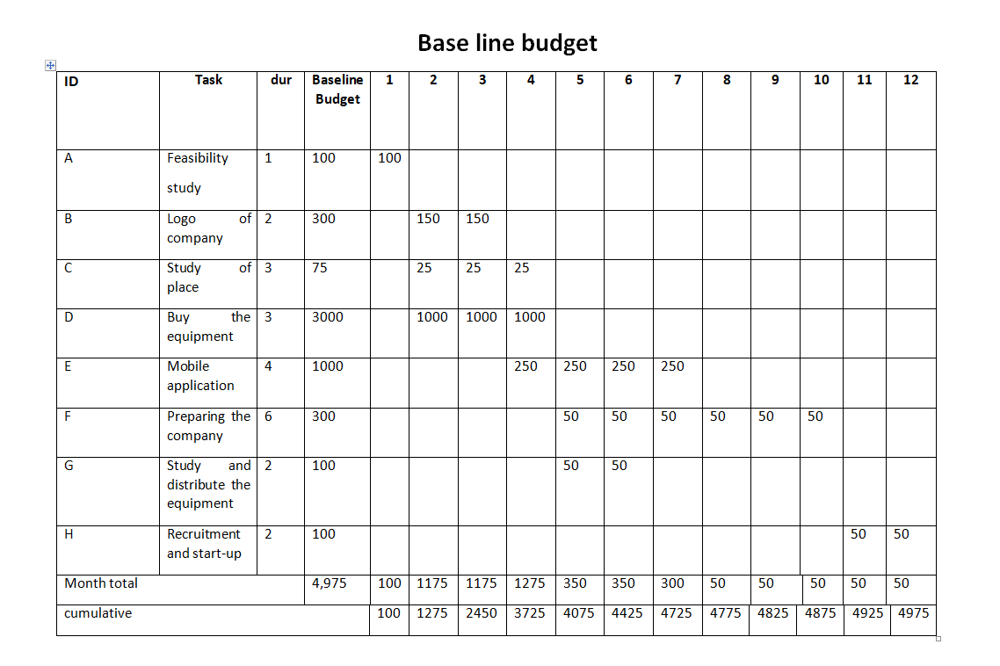 Base line budget
ID Task dur Baseline 1 2 3 4 5 6 7 8 9 10 11 12
Budget
A Feasibility 1 100 100
study
B Logo of 2 300 150 150
company
C Study of 3 75 25 25 25
place
D Buy the 3 3000 1000 1000 1000
equipment
E Mobile 4 1000 250 250 250 250
application
F Preparing the 6 300 50 50 50 50 50 50
company
G Study and 2 100 50 50
distribute the
equipment
H Recruitment 2 100 50 50
and start-up
Month total 4,975 100 1175 1175 1275 350 350 300 50 50 50 50 50
cumulative 100 1275 2450 3725 4075 4425 4725 4775 4825 4875 4925 4975